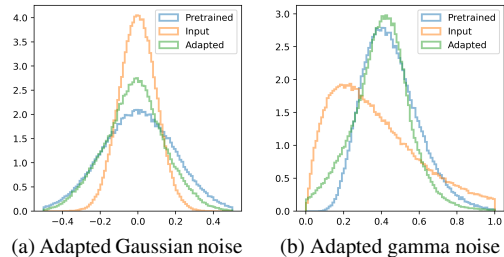 4.0
3.5
3.0
2.5
2.0
1.5
1.0
0.5
0.0
−0.4 −0.2 0.0 0.2 0.4
Pretrained
Input
Adapted
3.0
2.5
2.0
1.5
1.0
0.5
0.0
0.0 0.2 0.4 0.6 0.8 1.0
Pretrained
Input
Adapted
(a) Adapted Gaussian noise
(b) Adapted gamma noise